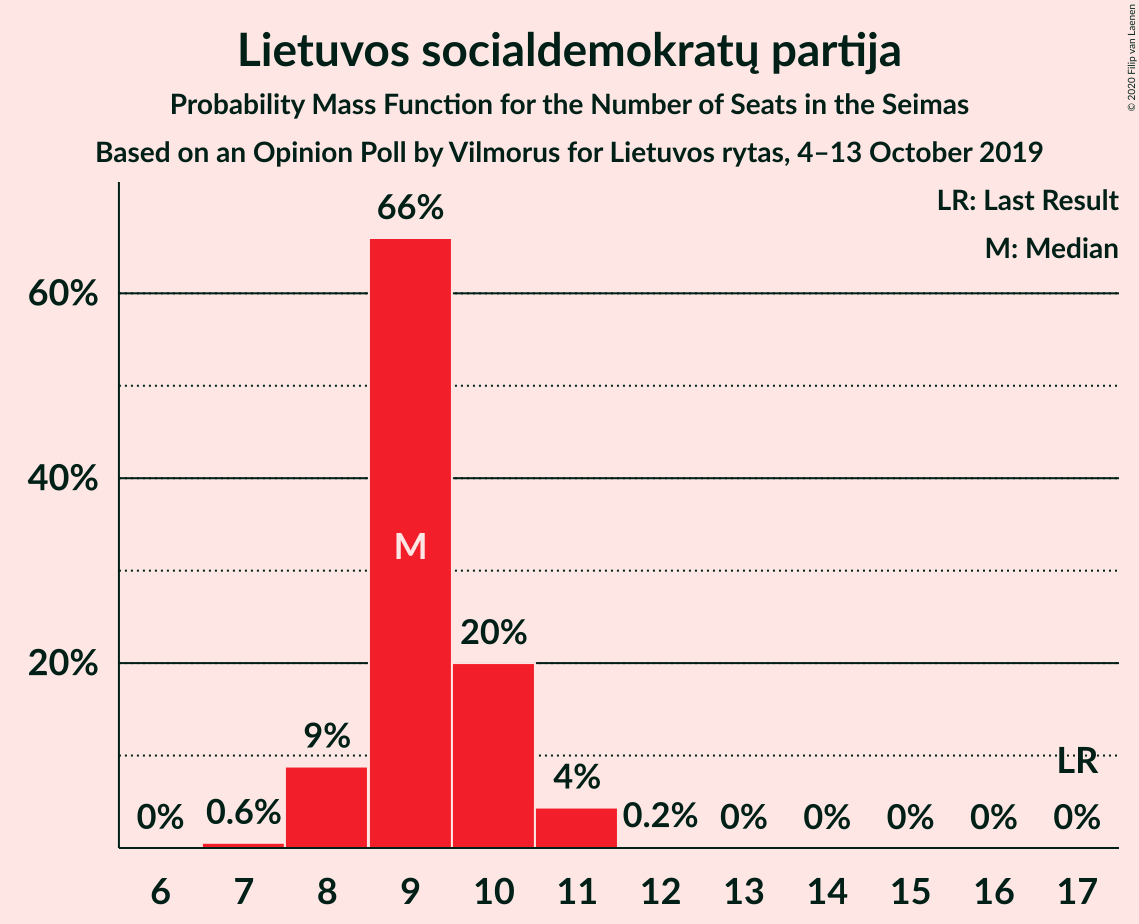 Lietuvos socialdemokratų partija
Probability Mass Function for the Number of Seats in the Seimas
Based on an Opinion Poll by Vilmorus for Lietuvos rytas, 4–13 October 2019
© 2020 Filip van Laenen
LR: Last Result
M: Median
60%
40%
20%
0%
0.6%
9%
66%
M
20%
4%
0.2%
0%
0%
0%
0%
LR
0%
6 7 8 9 10 11 12 13 14 15 16 17